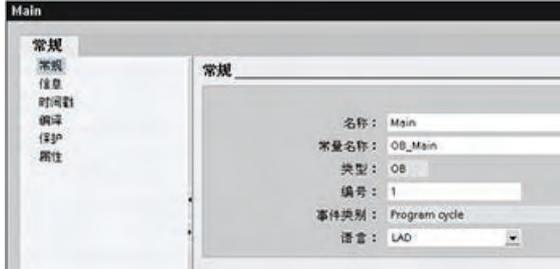 Main
常规
常规
信息
时间戳
编译
保护
属性
常规
名称： Main
常量名称： OB_Main
类型： OB
编号： 1
事件类别： Program cycle
语言： LAD